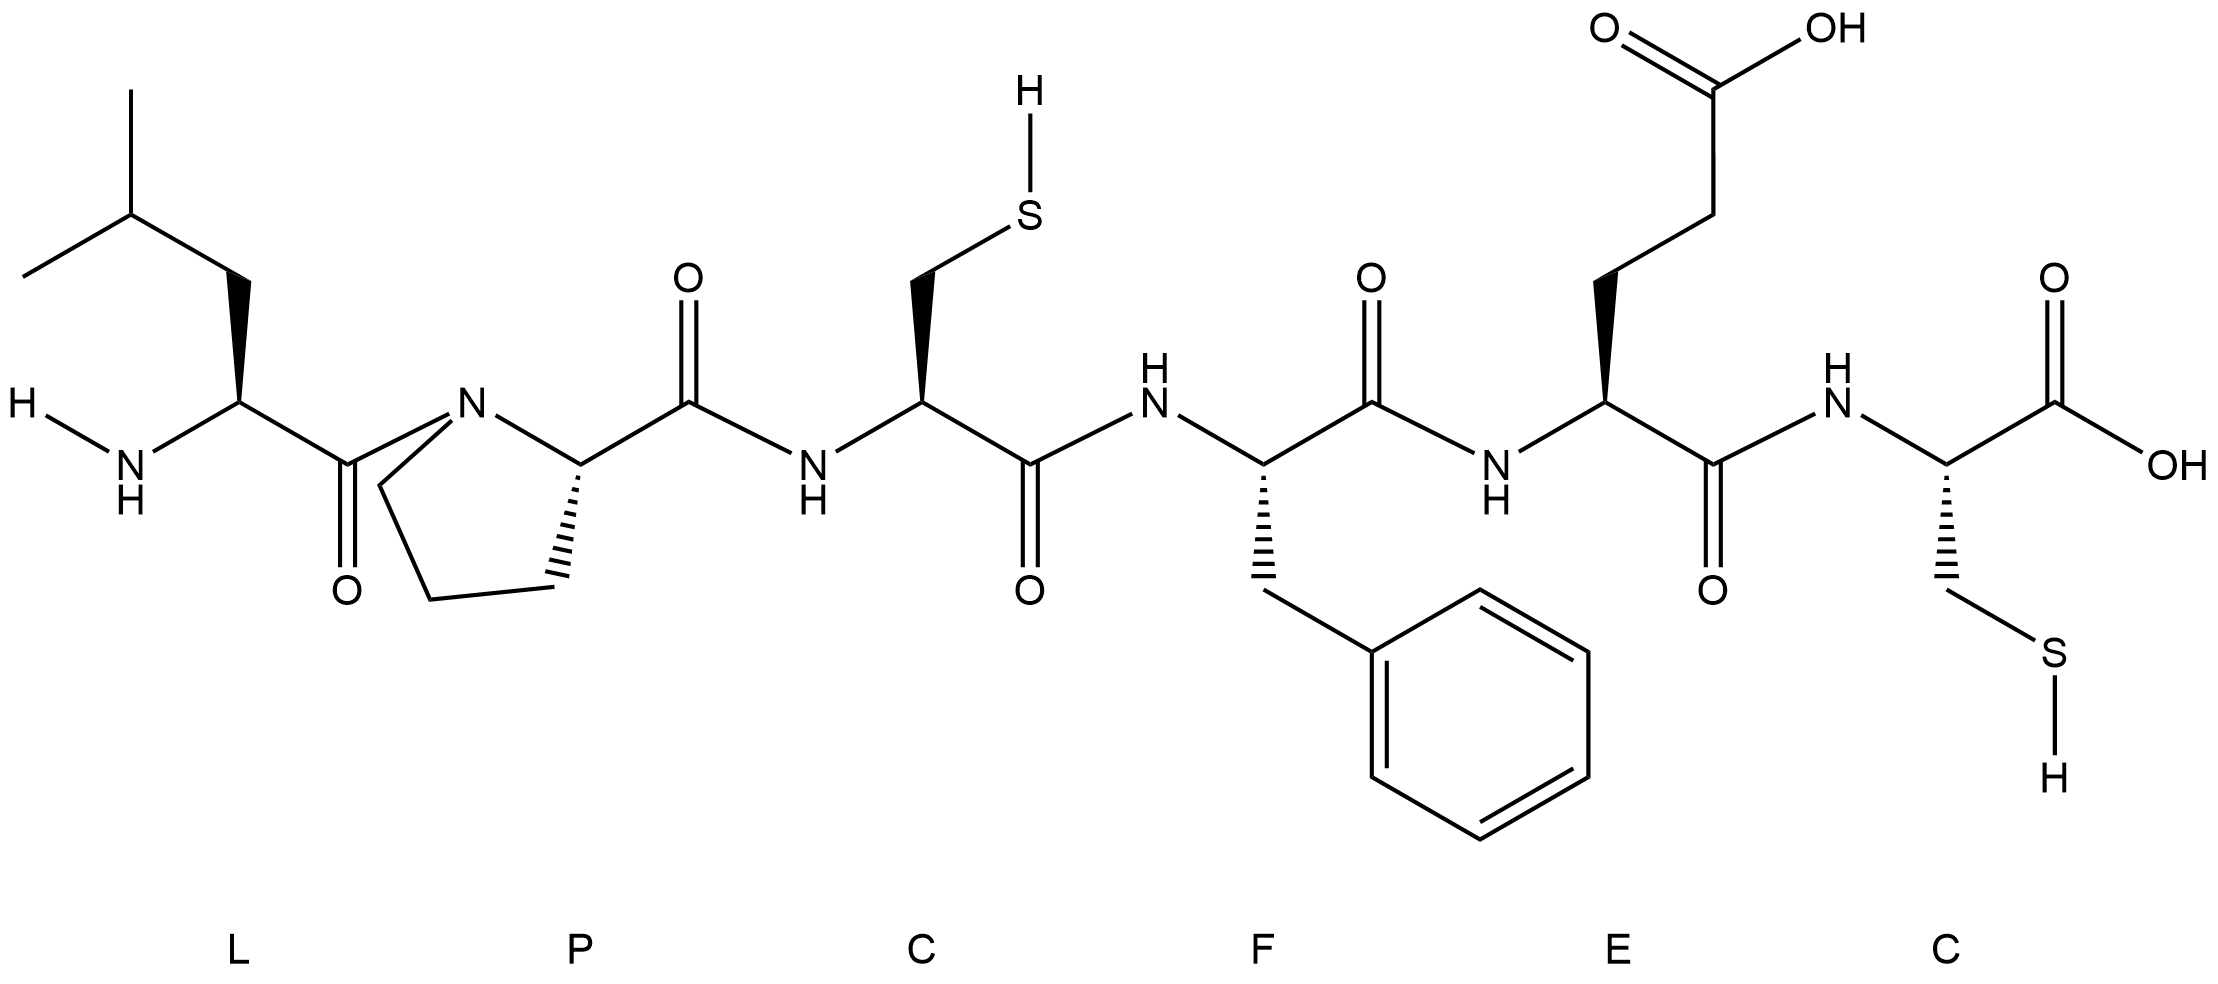 O OH
H
S
O O O
H H
H N N N
N N N OH
H H H
O O O
S
H
L P C F E C